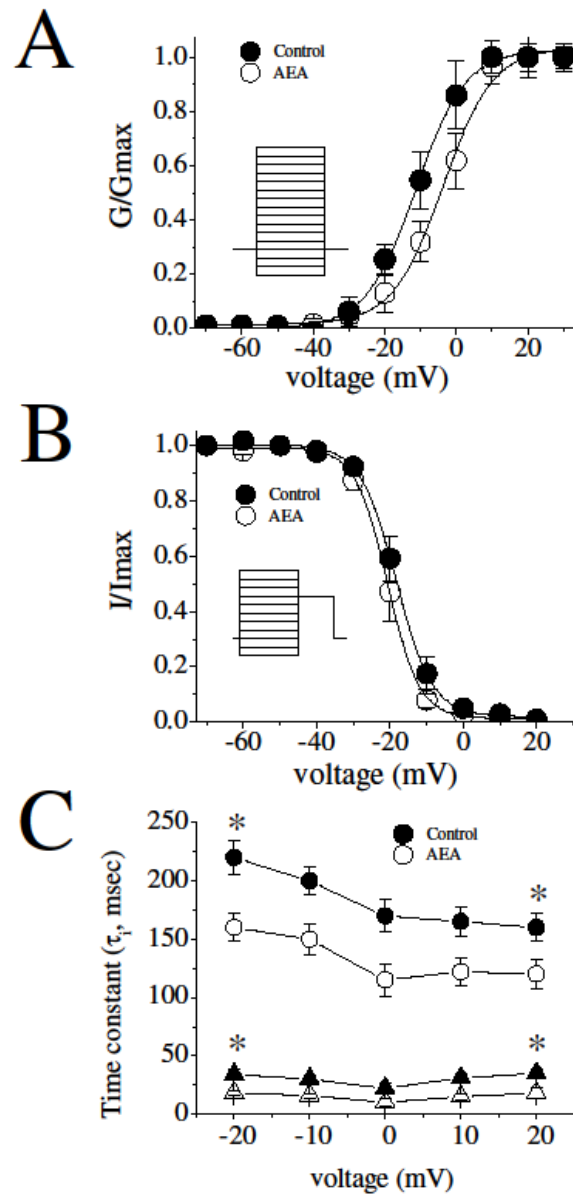 A
Control
AEA
G/Gmax
1.0
0.8
0.6
0.4
0.2
0.0
-60 -40 -20 0 20
voltage (mV)
B
Control
AEA
I/Imax
1.0
0.8
0.6
0.4
0.2
0.0
-60 -40 -20 0 20
voltage (mV)
C
Control
AEA
Time constant (τi, msec)
250
200
150
100
50
0
* *
* *
-20 -10 0 10 20
voltage (mV)